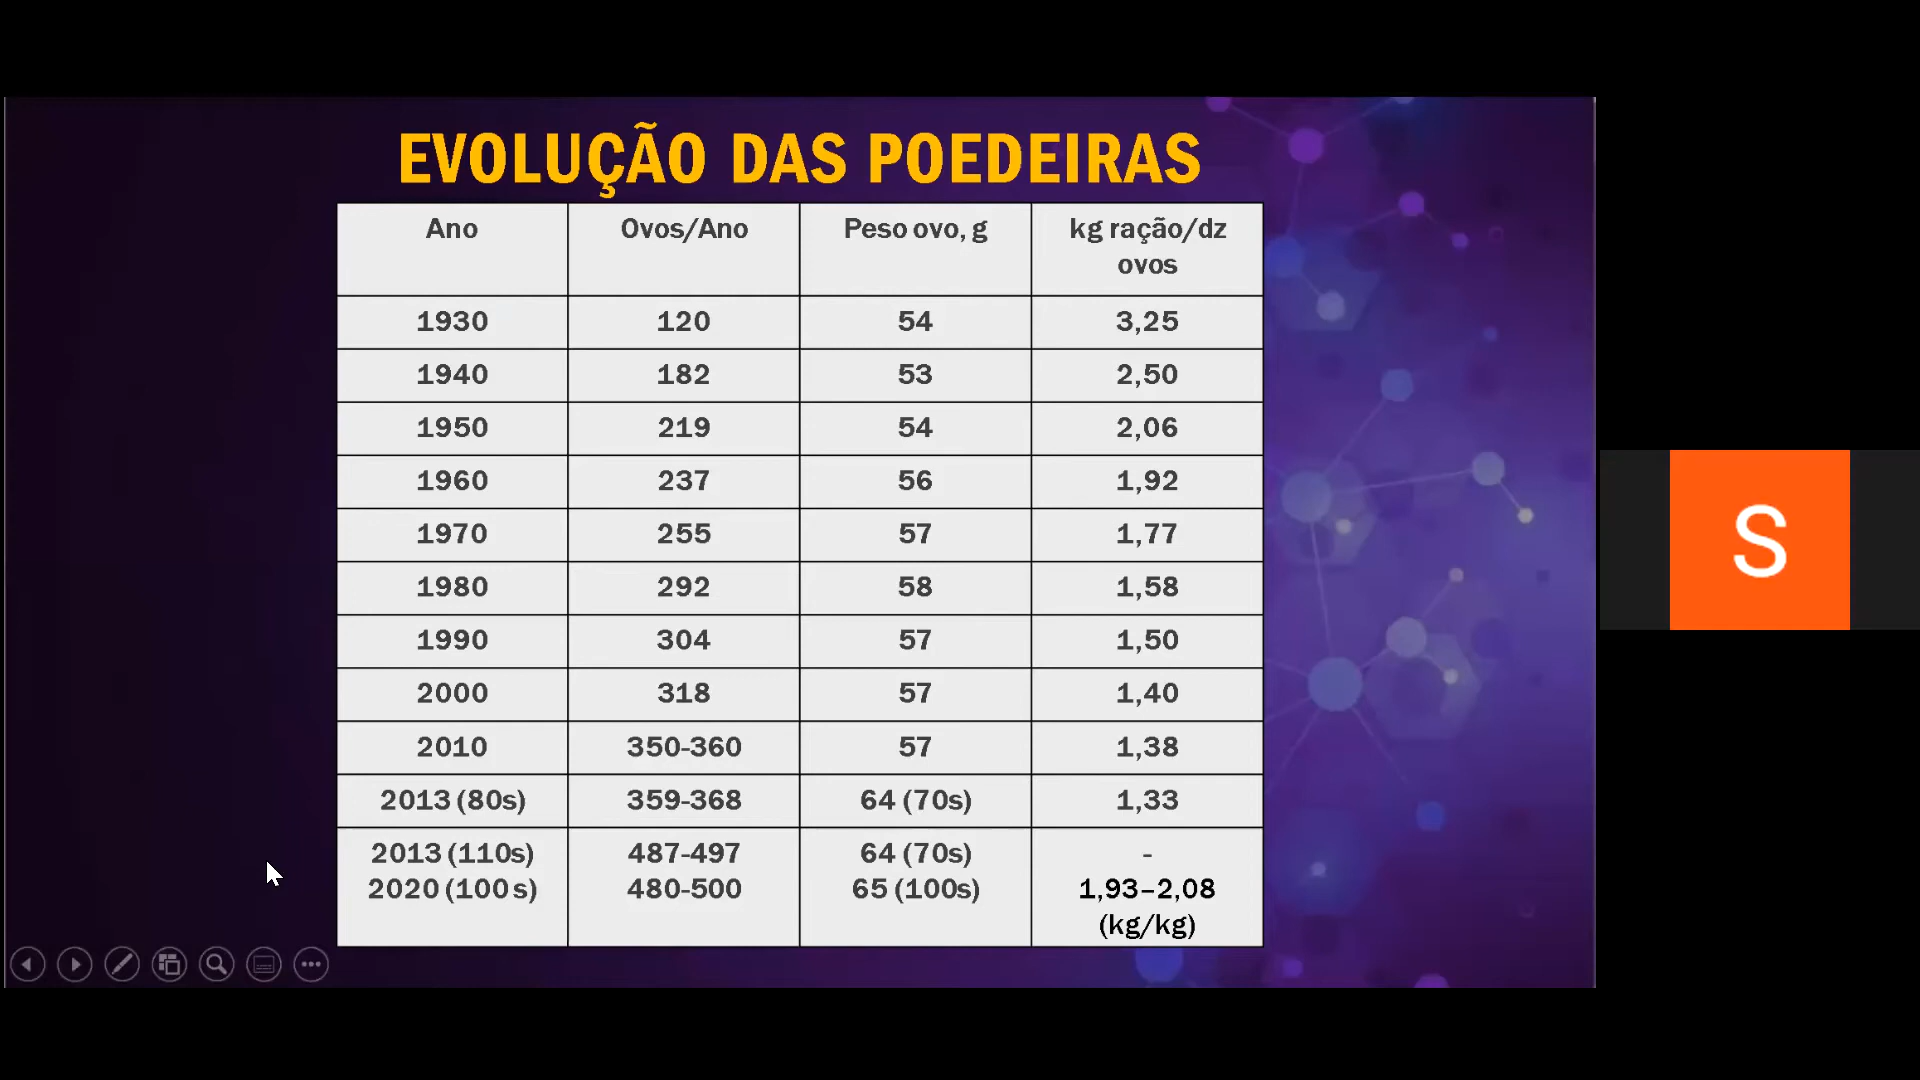 EVOLUÇÃO DAS POEDEIRAS
Ano Ovos/Ano Peso ovo, g kg ração/dz
ovos
1930 120 54 3,25
1940 182 53 2,50
1950 219 54 2,06
1960 237 56 1,92
1970 255 57 1,77
1980 292 58 1,58
1990 304 57 1,50
2000 318 57 1,40
2010 350-360 57 1,38
2013 (80s) 359-368 64 (70s) 1,33
2013 (110s) 487-497 64 (70s) -
2020 (100s) 480-500 65 (100s) 1,93–2,08
(kg/kg)
S